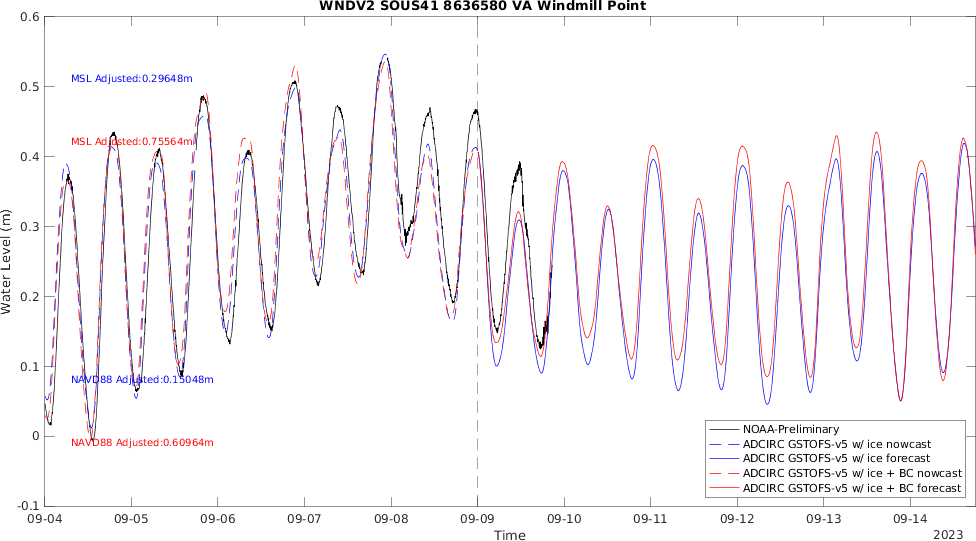 WNDV2 SOUS41 8636580 VA Windmill Point
0.6
0.5
0.4
0.3
0.2
0.1
0
-0.1
Water Level (m)
MSL Adjusted:0.29648m
MSL Adjusted:0.75564m
NAVD88 Adjusted:0.15048m
NAVD88 Adjusted:0.60964m
NOAA-Preliminary
ADCIRC GSTOFS-v5 w/ ice nowcast
ADCIRC GSTOFS-v5 w/ ice forecast
ADCIRC GSTOFS-v5 w/ ice + BC nowcast
ADCIRC GSTOFS-v5 w/ ice + BC forecast
09-04 09-05 09-06 09-07 09-08 09-09 09-10 09-11 09-12 09-13 09-14
Time
2023